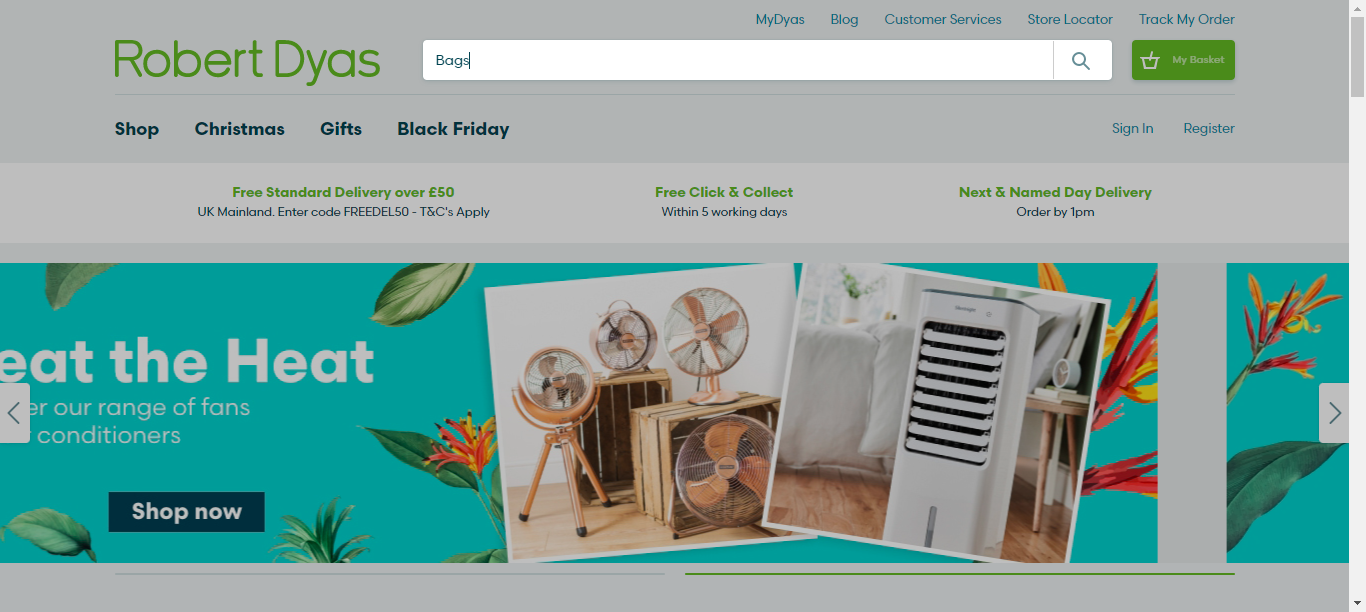 MyDyas Blog Customer Services Store Locator Track My Order
Robert Dyas
Bags
My Basket
Shop Christmas Gifts Black Friday
Sign In Register
Free Standard Delivery over £50
UK Mainland. Enter code FREEDEL50 - T&C's Apply
Free Click & Collect
Within 5 working days
Next & Named Day Delivery
Order by 1pm
eat the Heat
er our range of fans
conditioners
Shop now